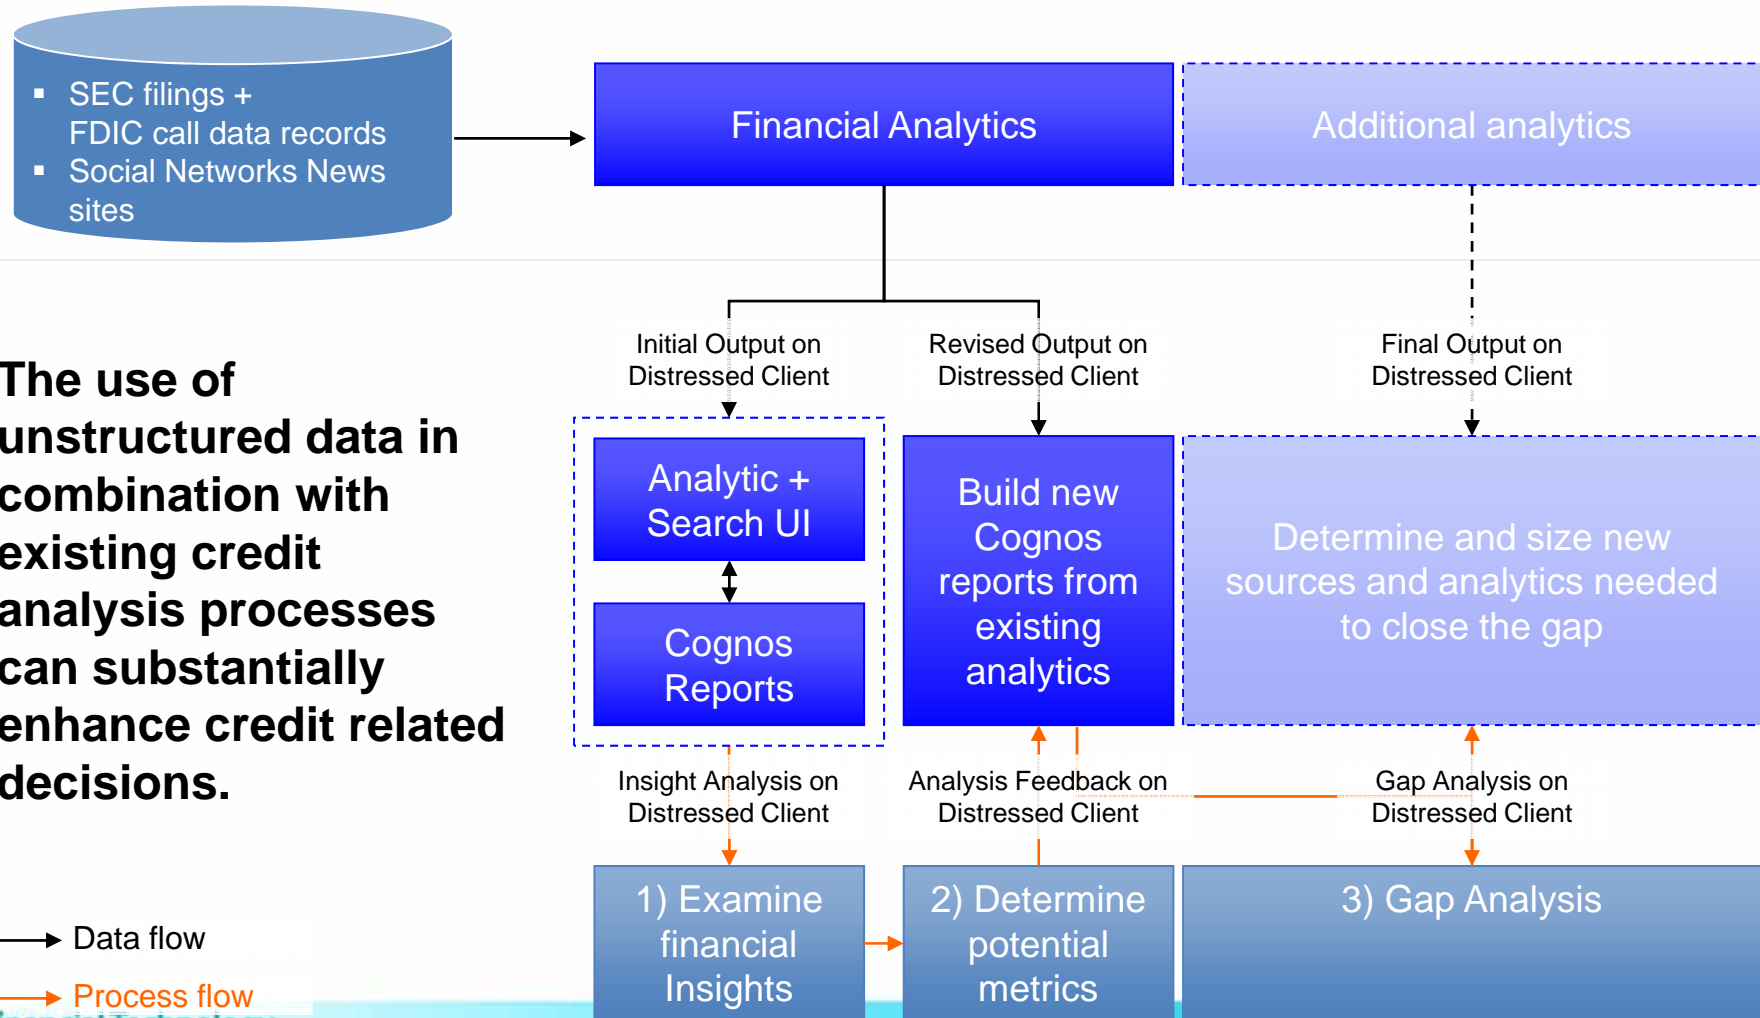 SEC filings +
FDIC call data records
Social Networks News
sites
Financial Analytics
Additional analytics
Initial Output on
Distressed Client
Revised Output on
Distressed Client
Final Output on
Distressed Client
The use of
unstructured data in
combination with
existing credit
analysis processes
can substantially
enhance credit related
decisions.
Analytic +
Search UI
Cognos
Reports
Build new
Cognos
reports from
existing
analytics
Determine and size new
sources and analytics needed
to close the gap
Insight Analysis on
Distressed Client
Analysis Feedback on
Distressed Client
Gap Analysis on
Distressed Client
1) Examine
financial
Insights
2) Determine
potential
metrics
3) Gap Analysis
Data flow
Process flow